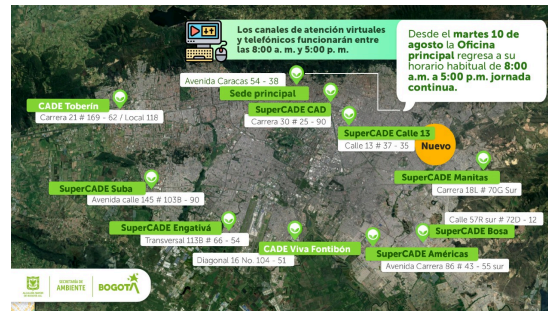 Los canales de atención virtuales
y telefónicos funcionarán entre
las 8:00 a. m. y 5:00 p. m.
Desde el martes 10 de
agosto la Oficina
principal regresa a su
horario habitual de 8:00
a.m. a 5:00 p.m. jornada
continua.
Avenida Caracas 54 - 38
Sede principal
CADE Toberín
Carrera 21 # 169 - 62 / Local 118
SuperCADE CAD
Carrera 30 # 25 - 90
SuperCADE Calle 13
Calle 13 # 37 - 35
Nuevo
SuperCADE Manitas
Carrera 18L # 70G Sur
SuperCADE Suba
Avenida calle 145 # 103B - 90
Calle 57R sur # 72D - 12
SuperCADE Bosa
SuperCADE Engativá
Transversal 113B # 66 - 54
CADE Viva Fontibón
Diagonal 16 No. 104 - 51
SuperCADE Américas
Avenida Carrera 86 # 43 - 55 sur
SECRETARÍA DE
AMBIENTE
BOGOTÁ